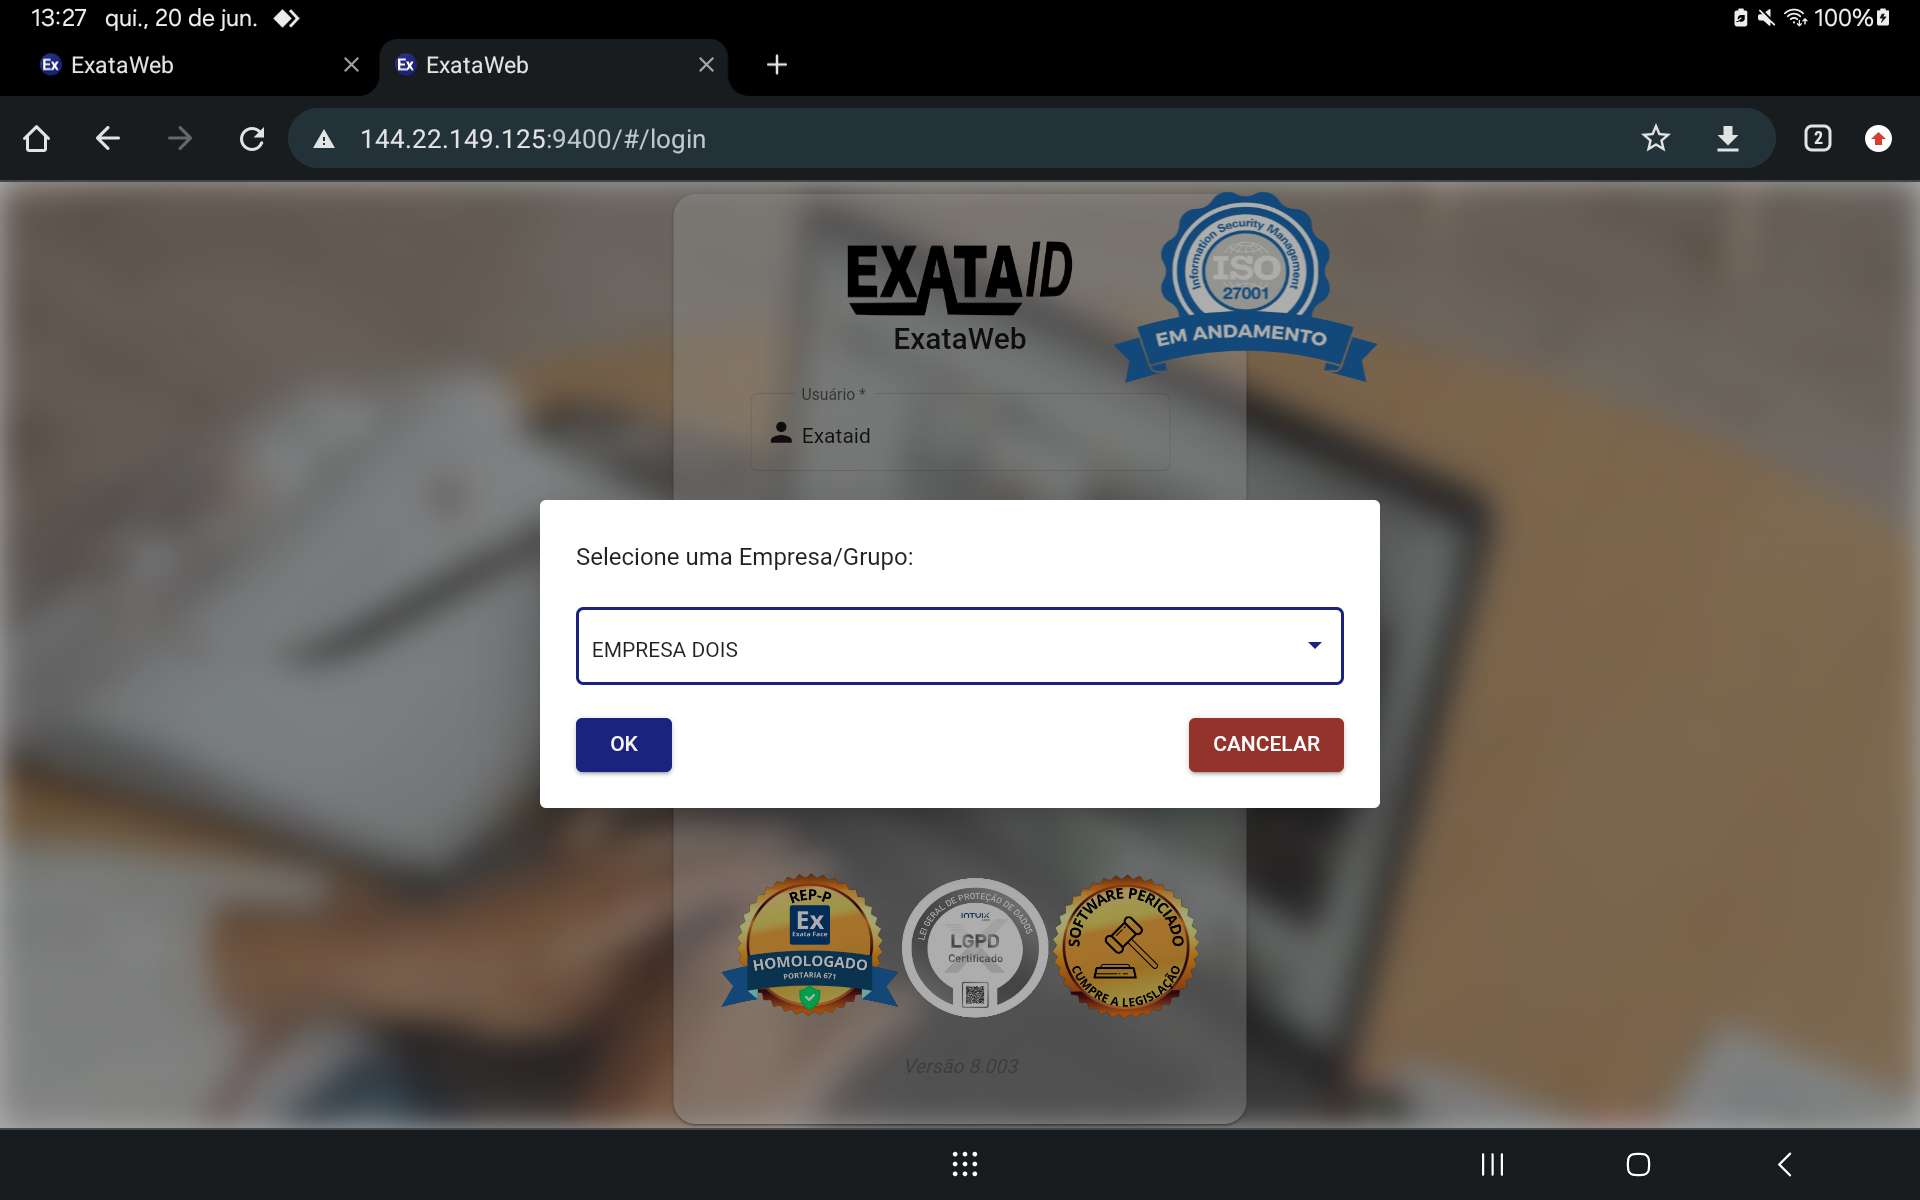 13:27 qui., 20 de jun. 100%
ExataWeb
ExataWeb
144.22.149.125:9400/#/login
2
EXATAID
ExataWeb
Information Security Management
ISO
27001
EM ANDAMENTO
Usuário *
Exataid
Selecione uma Empresa/Grupo:
EMPRESA DOIS
OK
CANCELAR
REP-P
Ex
Exata Face
HOMOLOGADO
PORTARIA 671
LEI GERAL DE PROTEÇÃO DE DADOS
INTUIX
LGPD
Certificado
SOFTWARE PERICIADO
CUMPRE A LEGISLAÇÃO
Versão 8.003